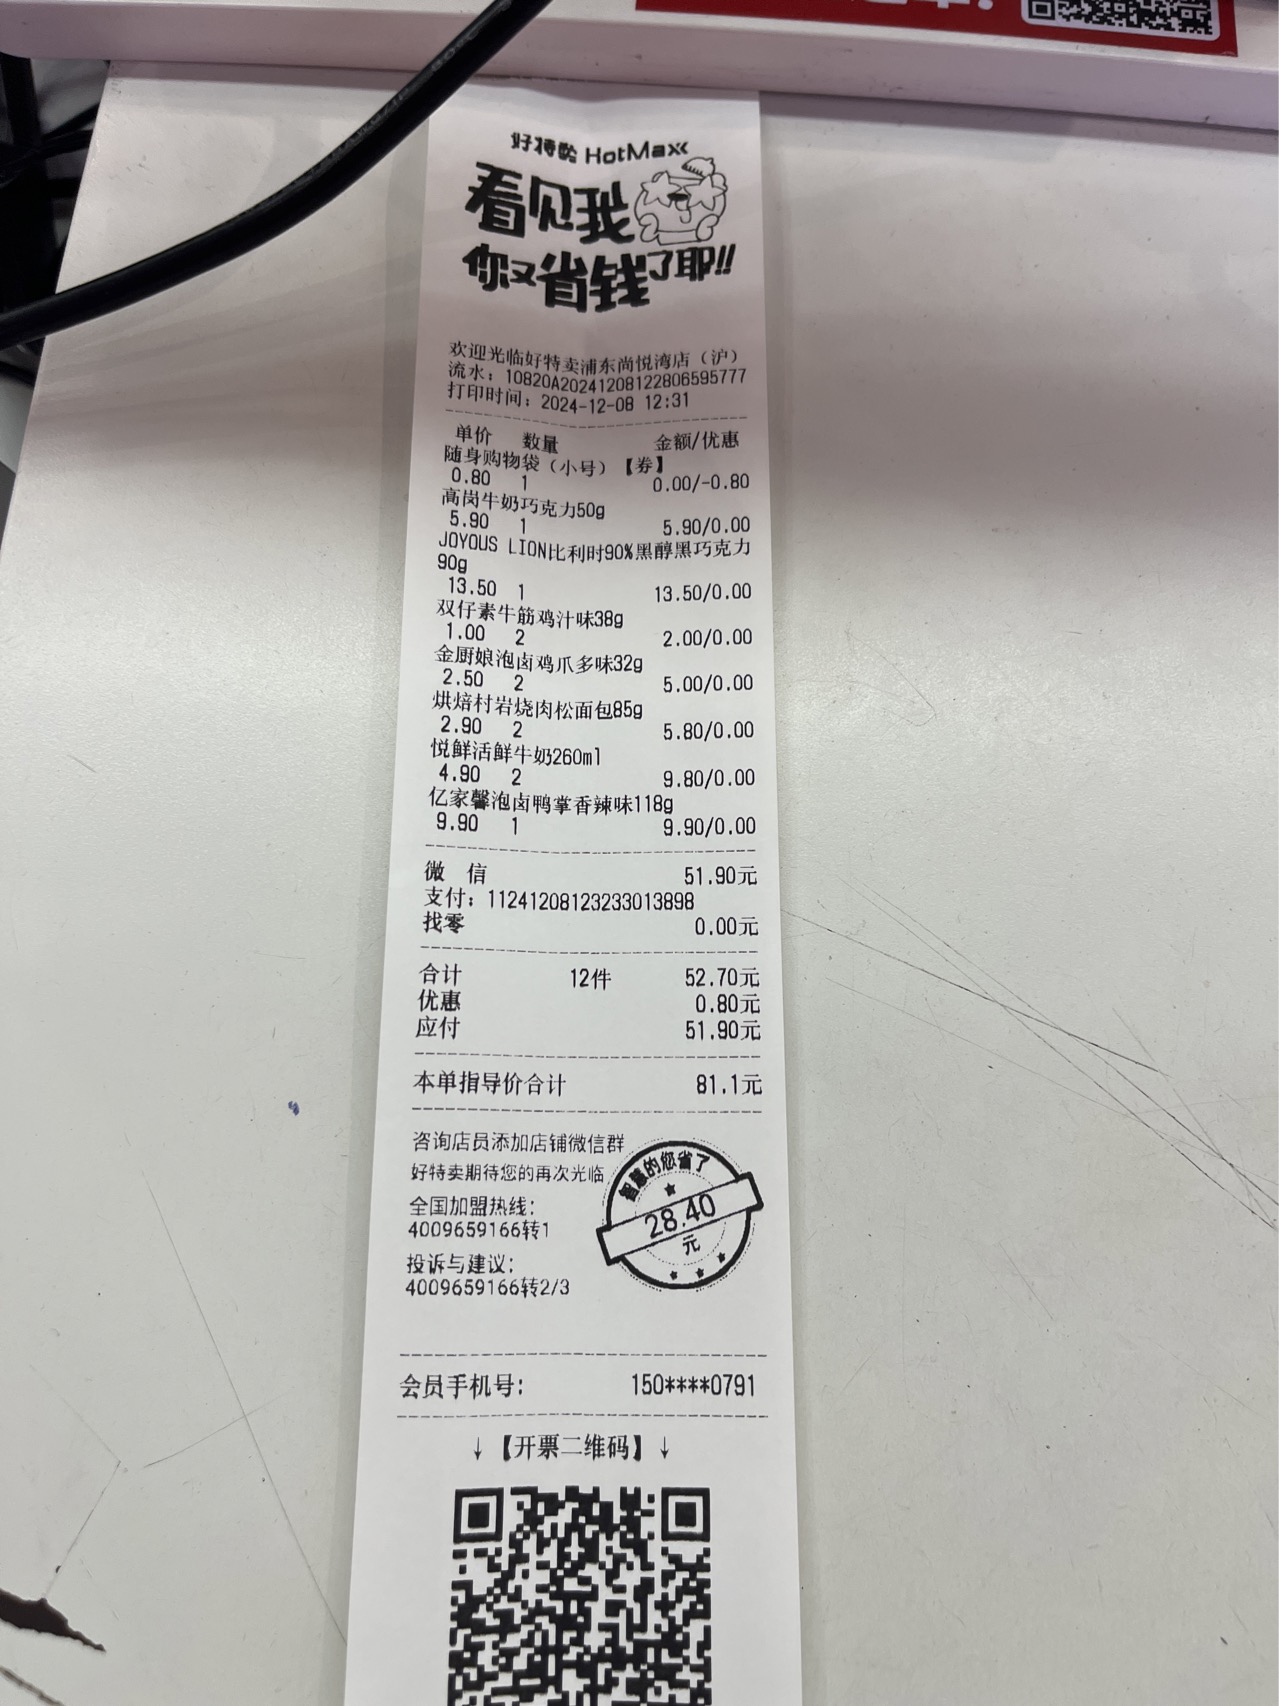 好特卖 HotMaxx
看见我
你又省钱了耶!!
欢迎光临好特卖浦东尚悦湾店（沪）
流水：10820A20241208122806595777
打印时间：2024-12-08 12:31
单价 数量 金额/优惠
随身购物袋（小号）【券】
0.80 1 0.00/-0.80
高岗牛奶巧克力50g
5.90 1 5.90/0.00
JOYOUS LION比利时90%黑醇黑巧克力
90g
13.50 1 13.50/0.00
双仔素牛筋鸡汁味38g
1.00 2 2.00/0.00
金厨娘泡卤鸡爪多味32g
2.50 2 5.00/0.00
烘焙村岩烧肉松面包85g
2.90 2 5.80/0.00
悦鲜活鲜牛奶260ml
4.90 2 9.80/0.00
亿家馨泡卤鸭掌香辣味118g
9.90 1 9.90/0.00
微 信 51.90元
支付：11241208123233013898
找零 0.00元
合计 12件 52.70元
优惠 0.80元
应付 51.90元
本单指导价合计 81.1元
咨询店员添加店铺微信群
好特卖期待您的再次光临
全国加盟热线：
4009659166转1
投诉与建议：
4009659166转2/3
智慧的您省了
28.40
元
会员手机号： 150****0791
↓【开票二维码】↓